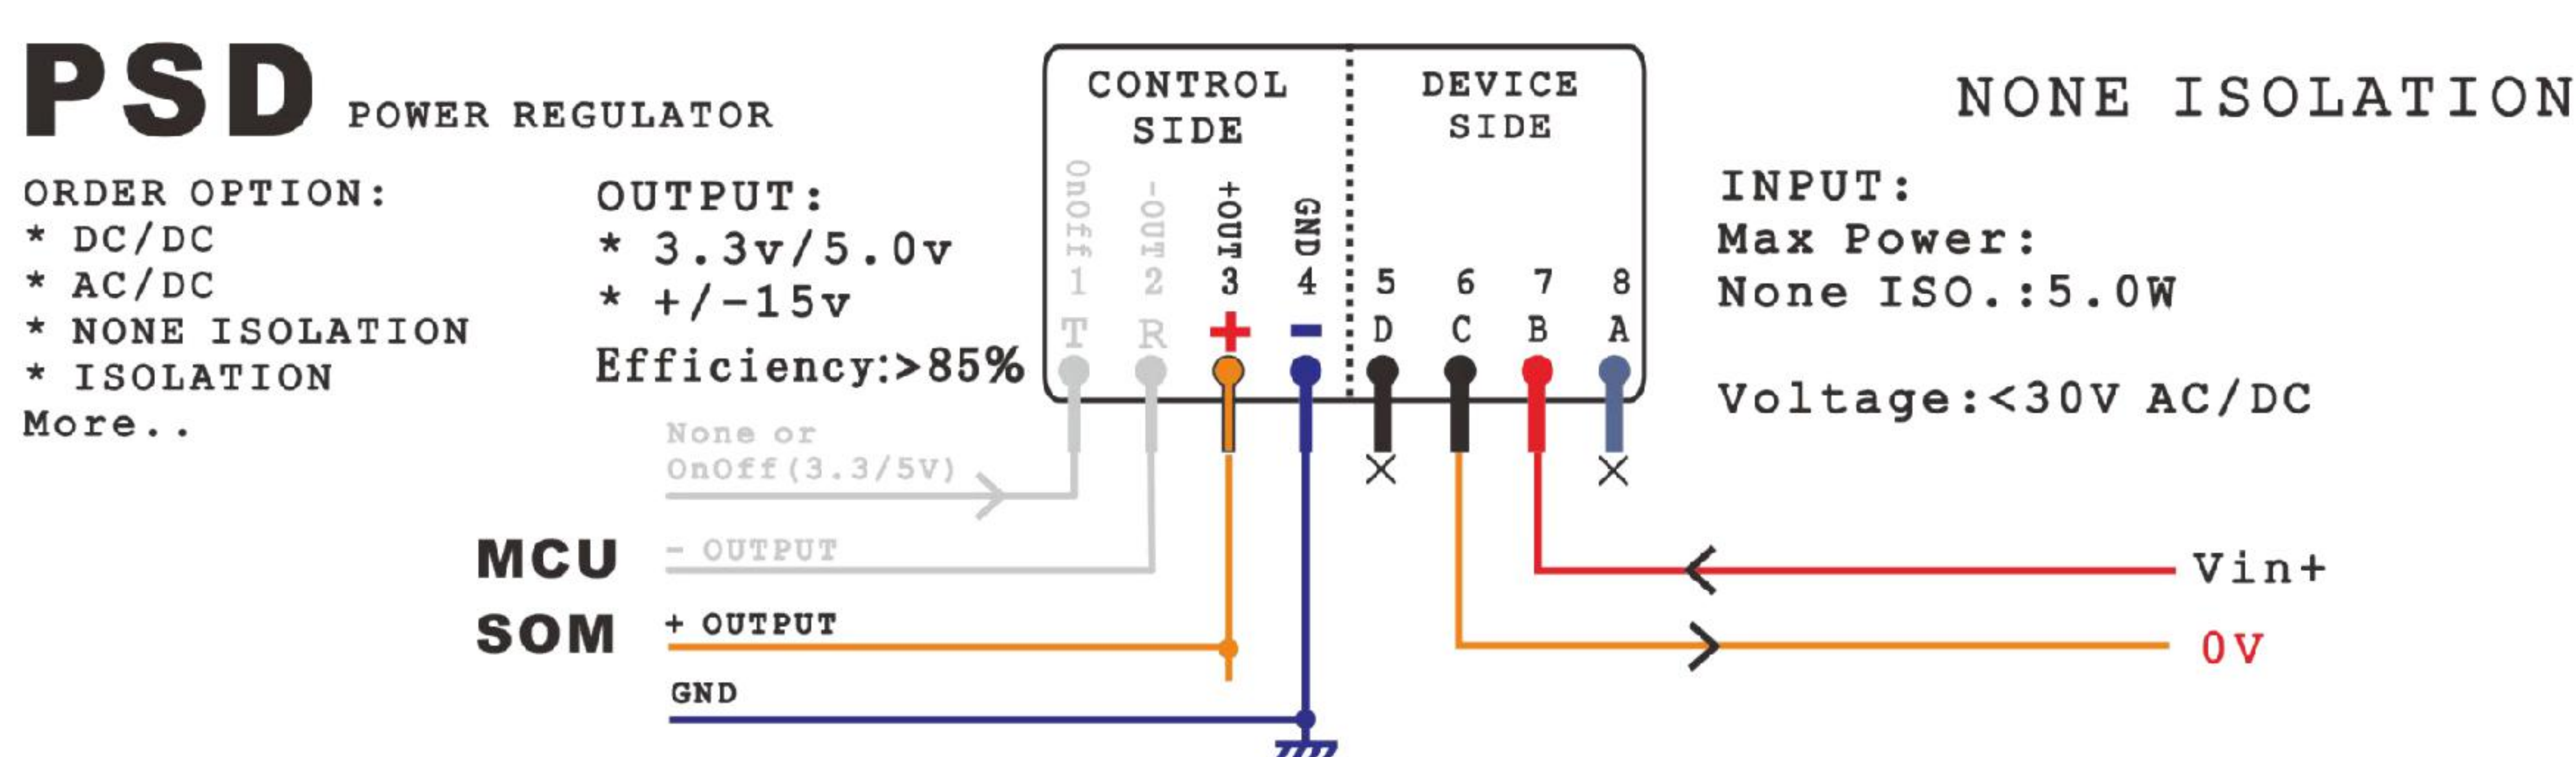 PSD POWER REGULATOR
ORDER OPTION:
* DC/DC
* AC/DC
* NONE ISOLATION
* ISOLATION
More..
OUTPUT:
* 3.3v/5.0v
* +/-15v
Efficiency:>85%
CONTROL
SIDE
DEVICE
SIDE
OnOff
-OUT
+OUT
GND
1 2 3 4 5 6 7 8
T R + - D C B A
NONE ISOLATION
INPUT:
Max Power:
None ISO.:5.0W
Voltage:<30V AC/DC
None or
OnOff(3.3/5V)
MCU
SOM
- OUTPUT
+ OUTPUT
GND
X
X
Vin+
0V